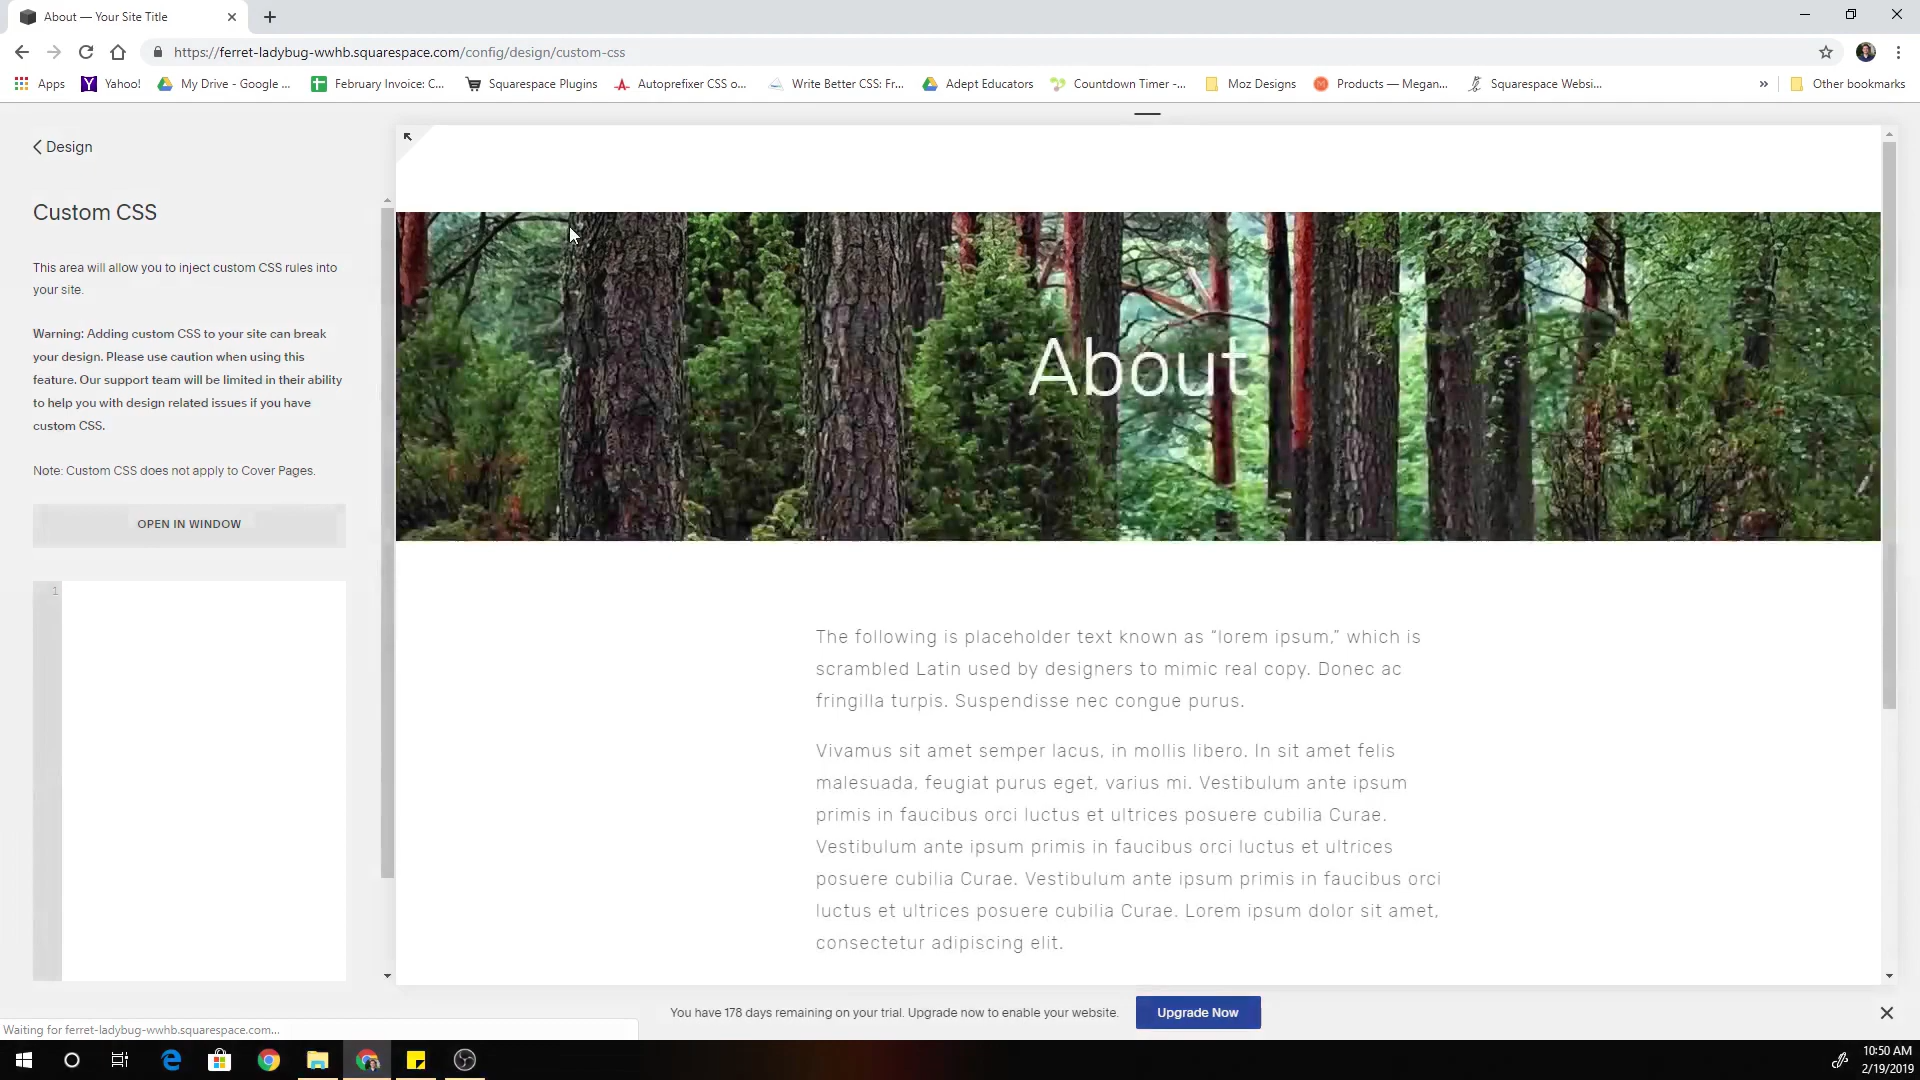 About — Your Site Title
https://ferret-ladybug-wwhb.squarespace.com/config/design/custom-css
Apps
Yahoo!
My Drive - Google ...
February Invoice: C...
Squarespace Plugins
Autoprefixer CSS o...
Write Better CSS: Fr...
Adept Educators
Countdown Timer -...
Moz Designs
Products — Megan...
Squarespace Websi...
»
Other bookmarks
Design
Custom CSS
This area will allow you to inject custom CSS rules into
your site.
Warning: Adding custom CSS to your site can break
your design. Please use caution when using this
feature. Our support team will be limited in their ability
to help you with design related issues if you have
custom CSS.
Note: Custom CSS does not apply to Cover Pages.
OPEN IN WINDOW
1
About
The following is placeholder text known as “lorem ipsum,” which is
scrambled Latin used by designers to mimic real copy. Donec ac
fringilla turpis. Suspendisse nec congue purus.
Vivamus sit amet semper lacus, in mollis libero. In sit amet felis
malesuada, feugiat purus eget, varius mi. Vestibulum ante ipsum
primis in faucibus orci luctus et ultrices posuere cubilia Curae.
Vestibulum ante ipsum primis in faucibus orci luctus et ultrices
posuere cubilia Curae. Vestibulum ante ipsum primis in faucibus orci
luctus et ultrices posuere cubilia Curae. Lorem ipsum dolor sit amet,
consectetur adipiscing elit.
You have 178 days remaining on your trial. Upgrade now to enable your website.
Upgrade Now
Waiting for ferret-ladybug-wwhb.squarespace.com...
10:50 AM
2/19/2019